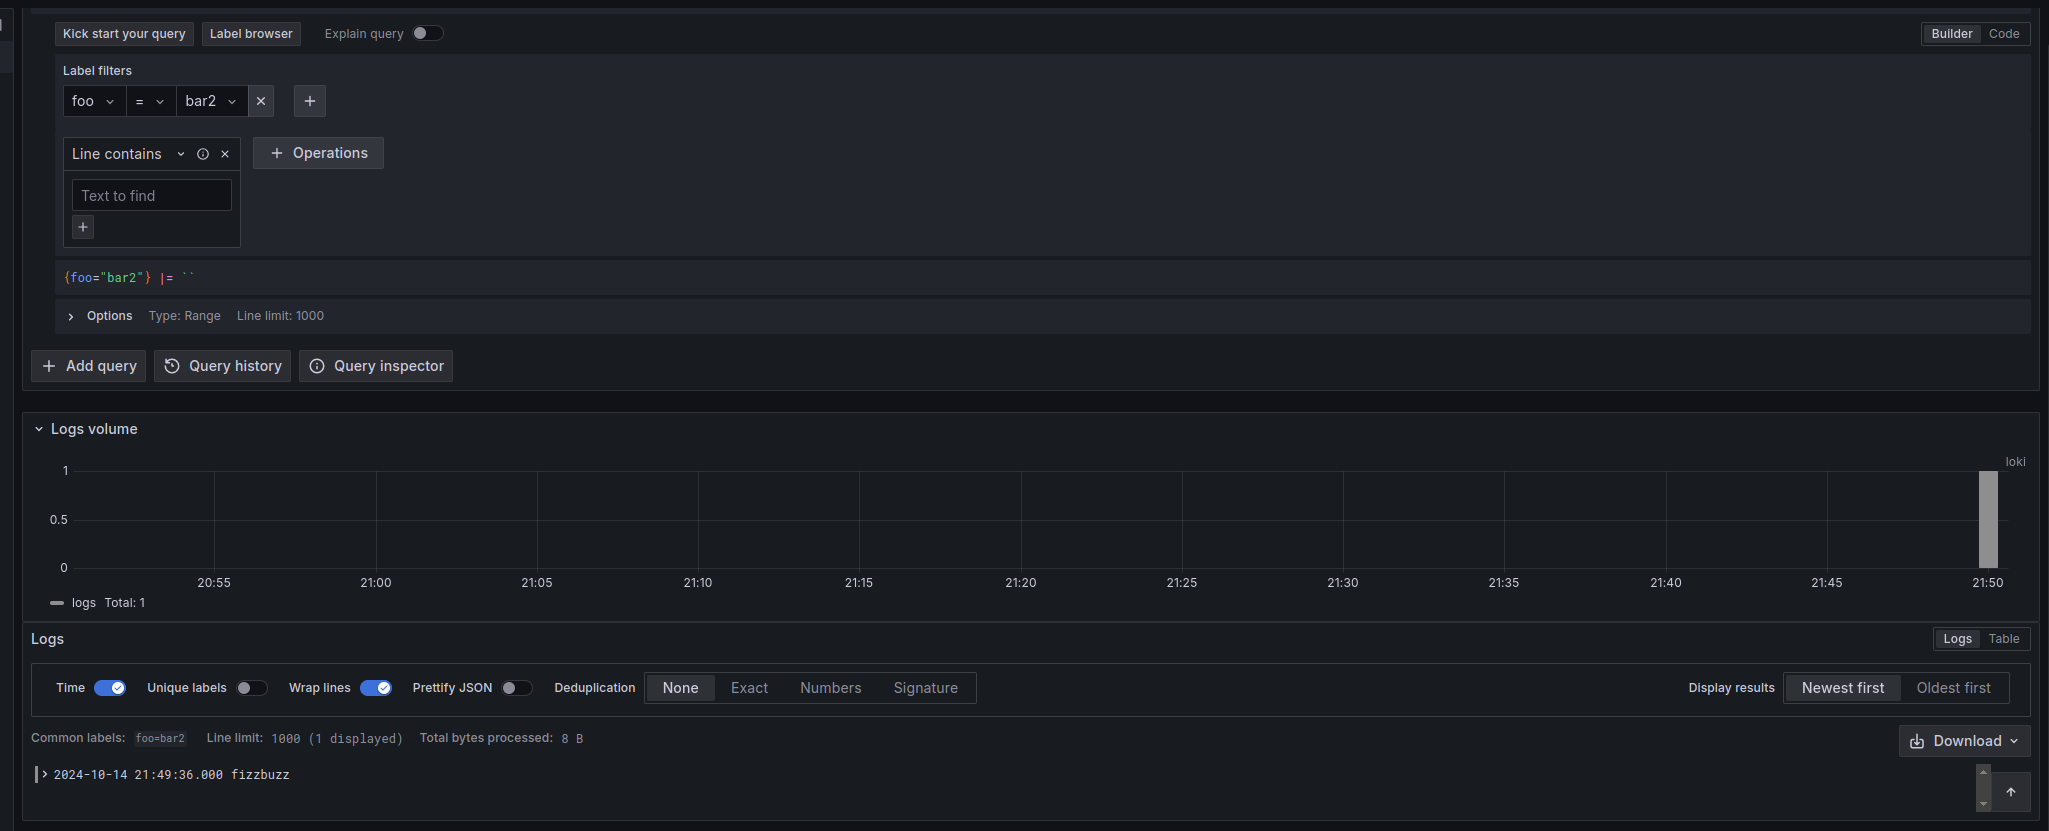 Kick start your query Label browser Explain query Builder Code
Label filters
foo = bar2
Line contains Operations
Text to find
{foo="bar2"} |= ``
Options Type: Range Line limit: 1000
Add query Query history Query inspector
Logs volume
loki
1
0.5
0
20:55 21:00 21:05 21:10 21:15 21:20 21:25 21:30 21:35 21:40 21:45 21:50
logs Total: 1
Logs Logs Table
Time Unique labels Wrap lines Prettify JSON Deduplication None Exact Numbers Signature Display results Newest first Oldest first
Common labels: foo=bar2 Line limit: 1000 (1 displayed) Total bytes processed: 8 B
Download
2024-10-14 21:49:36.000 fizzbuzz